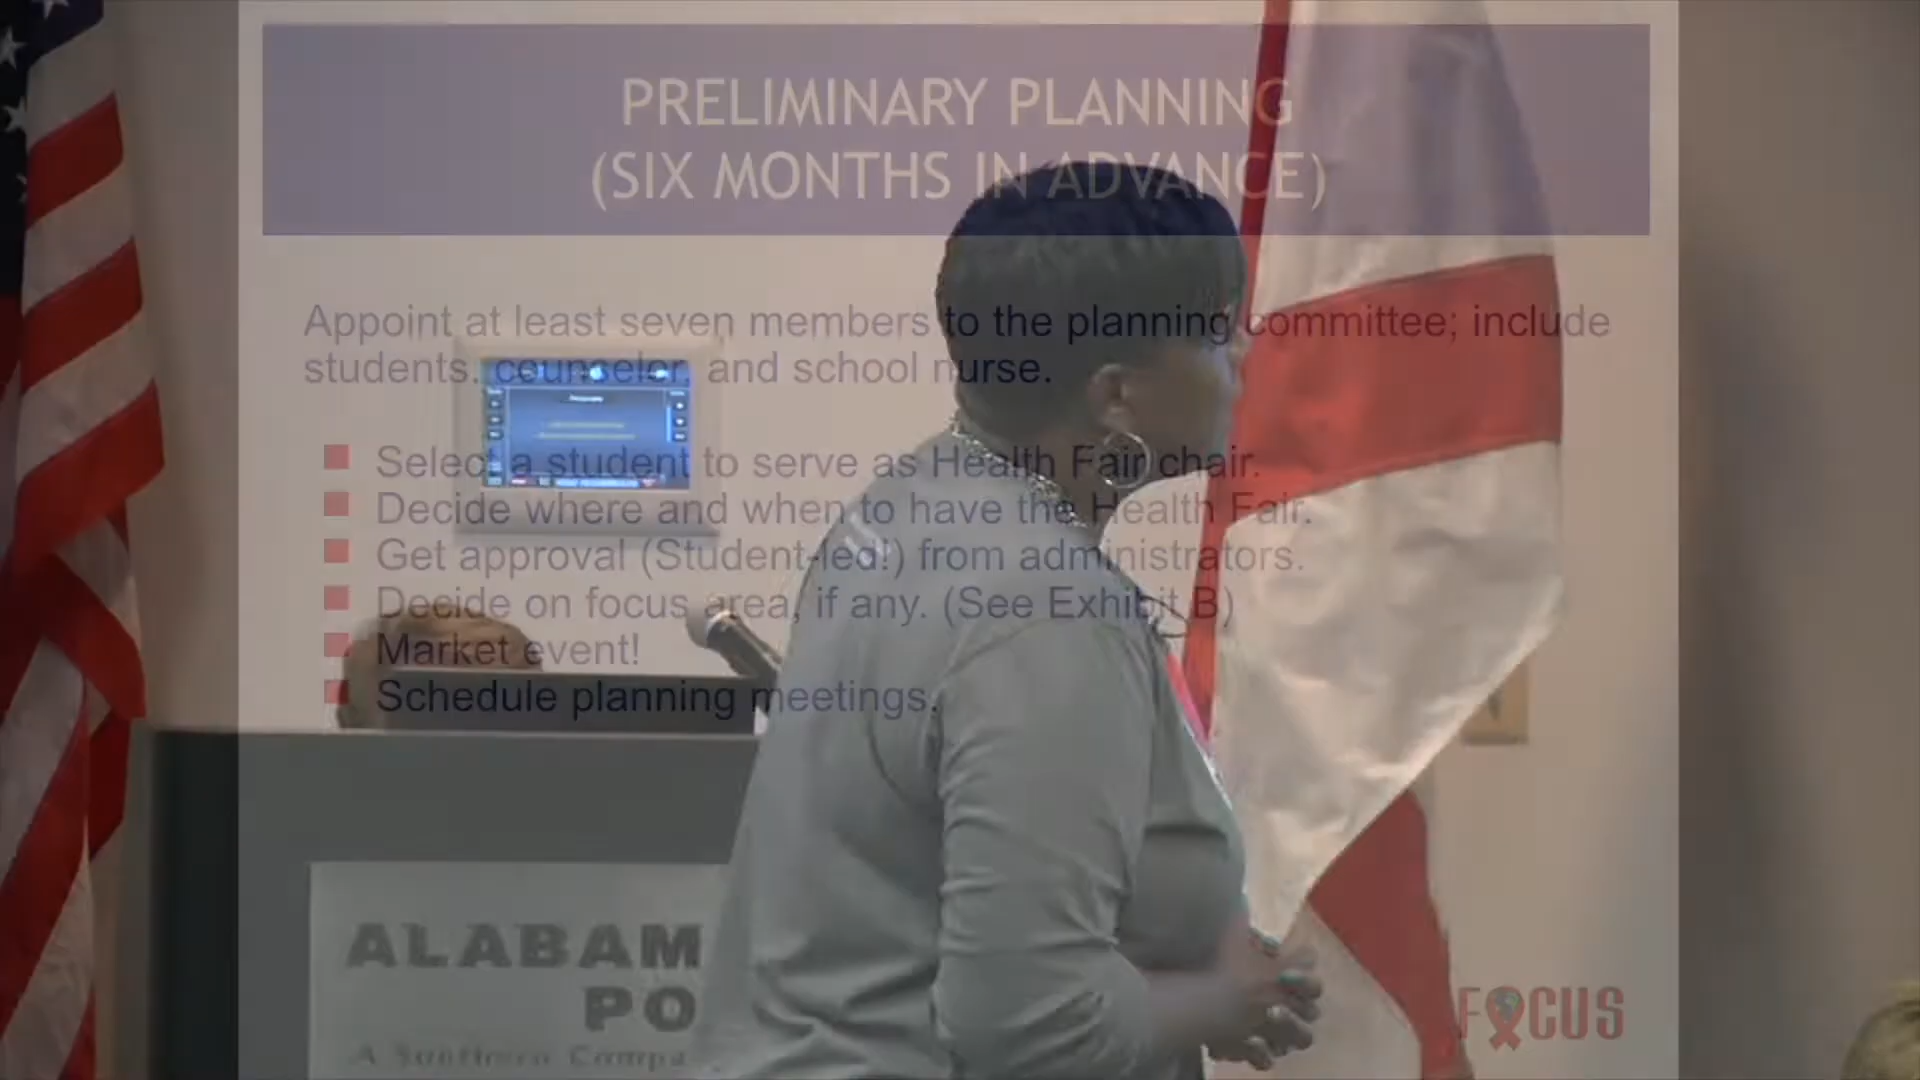 PRELIMINARY PLANNING
(SIX MONTHS IN ADVANCE)
Appoint at least seven members to the planning committee; include
students, counselor, and school nurse.
Select a student to serve as Health Fair chair.
Decide where and when to have the Health Fair.
Get approval (Student-led!) from administrators.
Decide on focus area, if any. (See Exhibit B)
Market event!
Schedule planning meetings.
ALABAM
PO
A Southern Compa
FOCUS